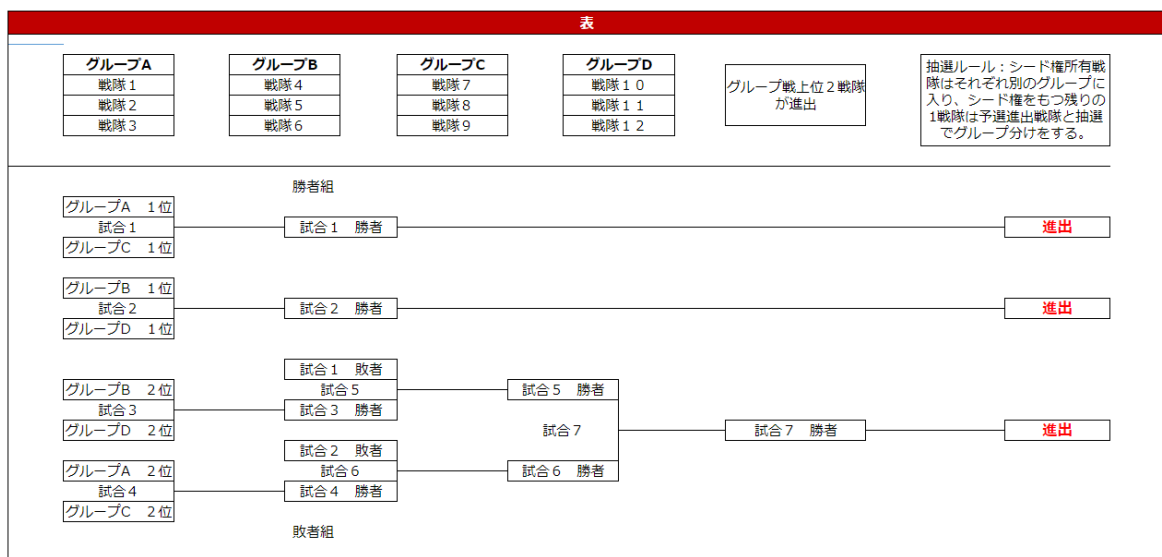 表
グループA
戦隊1
戦隊2
戦隊3
グループB
戦隊4
戦隊5
戦隊6
グループC
戦隊7
戦隊8
戦隊9
グループD
戦隊10
戦隊11
戦隊12
グループ戦上位2戦隊
が進出
抽選ルール：シード権所有戦
隊はそれぞれ別のグループに
入り、シード権をもつ残りの
1戦隊は予選進出戦隊と抽選
でグループ分けをする。
勝者組
グループA 1位
試合1
グループC 1位
試合1 勝者
進出
グループB 1位
試合2
グループD 1位
試合2 勝者
進出
グループB 2位
試合3
グループD 2位
試合1 敗者
試合5
試合3 勝者
グループA 2位
試合4
グループC 2位
試合2 敗者
試合6
試合4 勝者
試合5 勝者
試合7
試合6 勝者
試合7 勝者
進出
敗者組